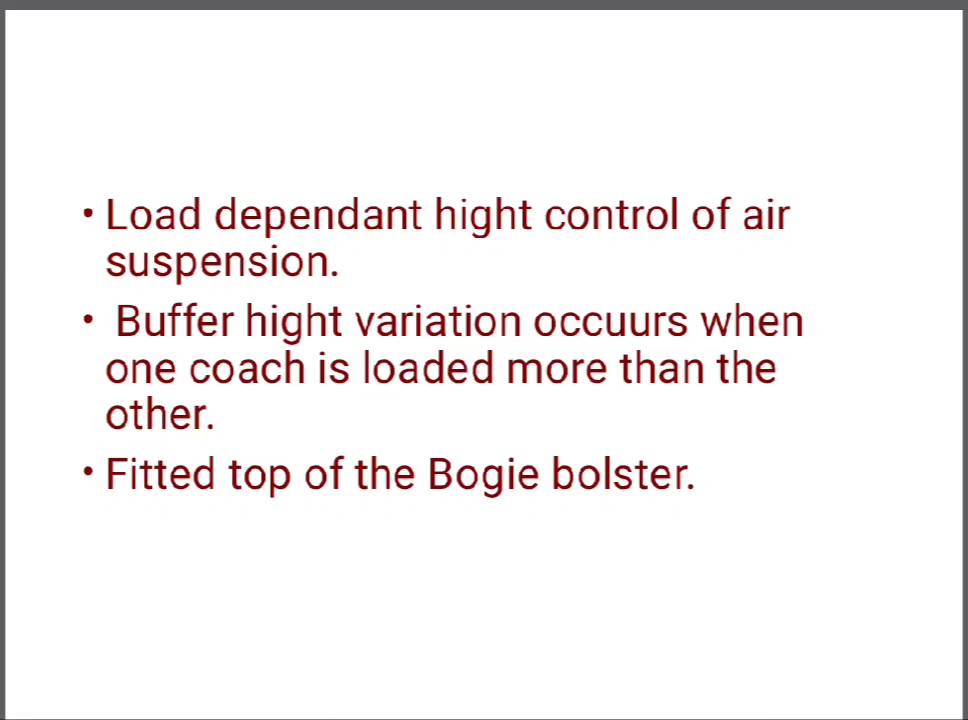 • Load dependant hight control of air
suspension.
• Buffer hight variation occuurs when
one coach is loaded more than the
other.
• Fitted top of the Bogie bolster.